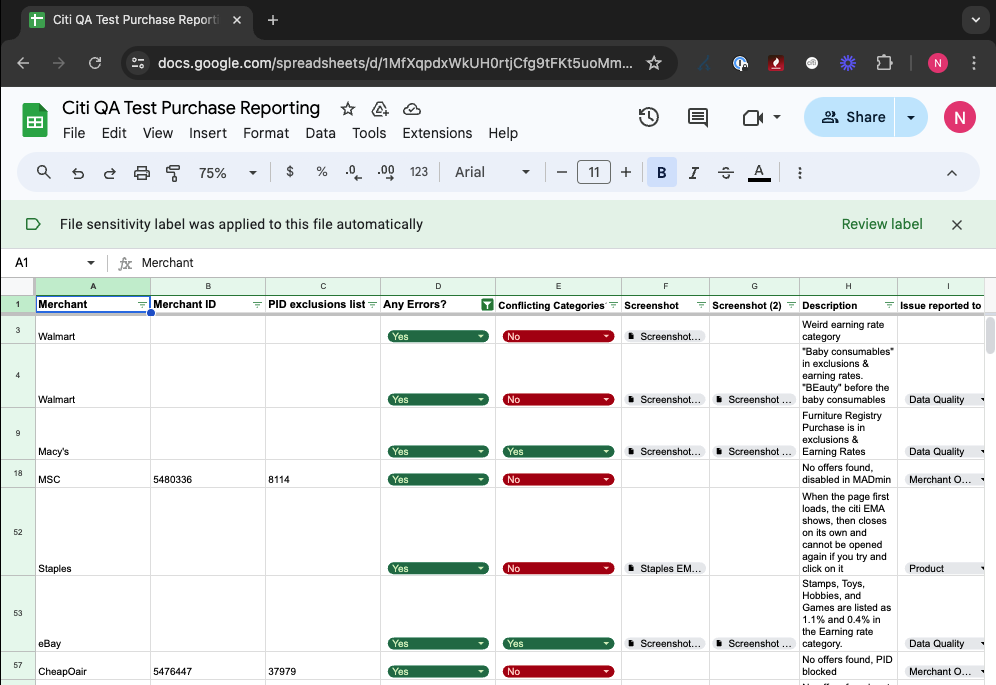 Citi QA Test Purchase Reporti
docs.google.com/spreadsheets/d/1MfXqpdxWkUH0rtjCfg9tFKt5uoMm...
N
Citi QA Test Purchase Reporting
File Edit View Insert Format Data Tools Extensions Help
Share
N
75% $ % .0 .00 123 Arial 11 B I S A
File sensitivity label was applied to this file automatically
Review label
A1
fx Merchant
A B C D E F G H I
1 Merchant Merchant ID PID exclusions list Any Errors? Conflicting Categories Screenshot Screenshot (2) Description Issue reported to
3 Walmart Yes No Screenshot...
Weird earning rate
category
4 Walmart Yes No Screenshot... Screenshot ...
"Baby consumables"
in exclusions &
earning rates.
"BEauty" before the
baby consumables
Data Quality
9 Macy's Yes Yes Screenshot... Screenshot ...
Furniture Registry
Purchase is in
exclusions &
Earning Rates
Data Quality
18 MSC 5480336 8114 Yes No
No offers found,
disabled in MADmin
Merchant O...
52 Staples Yes No Staples EM...
When the page first
loads, the citi EMA
shows, then closes
on its own and
cannot be opened
again if you try and
click on it
Product
53 eBay Yes Yes Screenshot... Screenshot ...
Stamps, Toys,
Hobbies, and
Games are listed as
1.1% and 0.4% in
the Earning rate
category.
Data Quality
57 CheapOair 5476447 37979 Yes No
No offers found, PID
blocked
Merchant O...